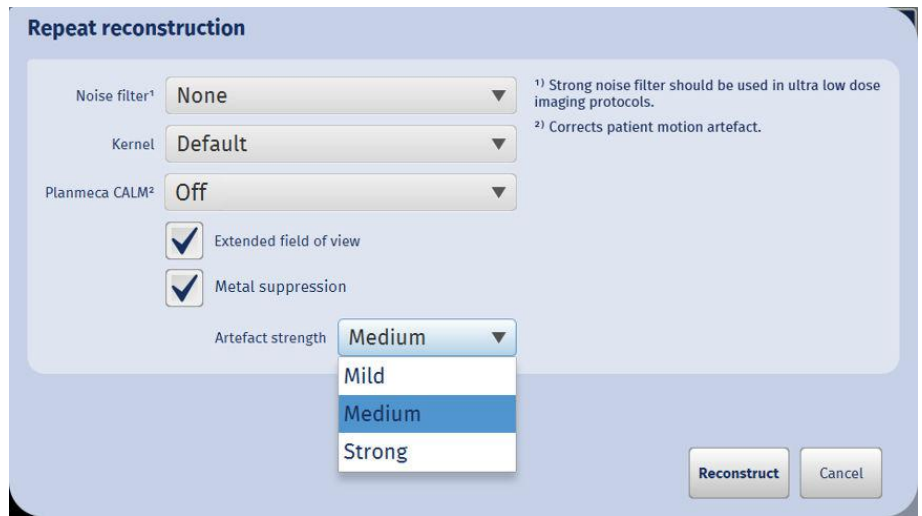 Repeat reconstruction
Noise filter¹ None
Kernel Default
Planmeca CALM² Off
Extended field of view
Metal suppression
Artefact strength Medium
Mild
Medium
Strong
¹⁾ Strong noise filter should be used in ultra low dose
imaging protocols.
²⁾ Corrects patient motion artefact.
Reconstruct Cancel